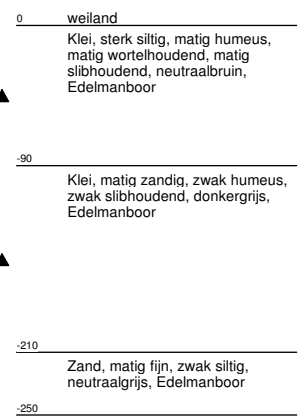 0 weiland
Klei, sterk siltig, matig humeus,
matig wortelhoudend, matig
slibhoudend, neutraalbruin,
Edelmanboor
-90
Klei, matig zandig, zwak humeus,
zwak slibhoudend, donkergrijs,
Edelmanboor
-210
Zand, matig fijn, zwak siltig,
neutraalgrijs, Edelmanboor
-250